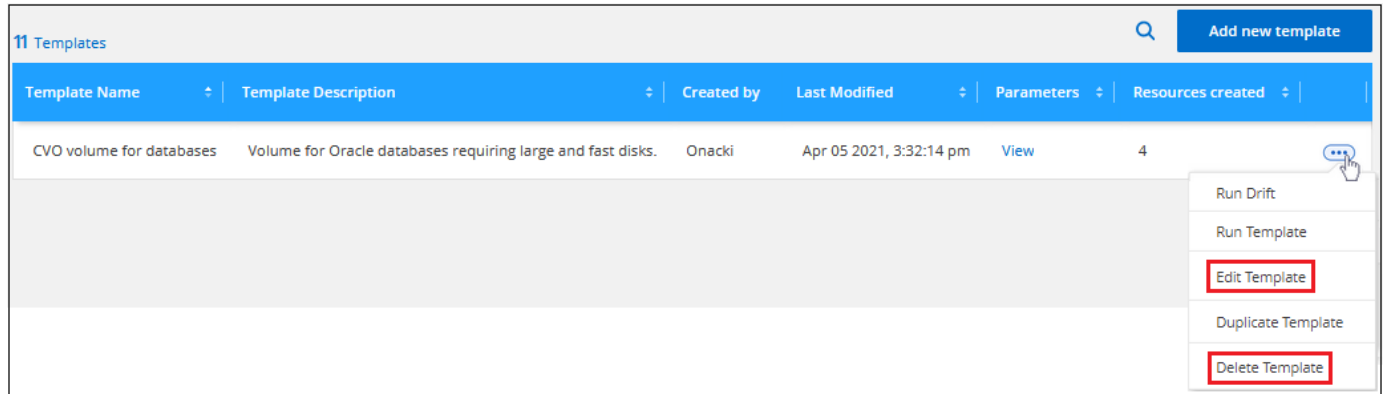 11 Templates
Add new template
Template Name Template Description Created by Last Modified Parameters Resources created
CVO volume for databases Volume for Oracle databases requiring large and fast disks. Onacki Apr 05 2021, 3:32:14 pm View 4
Run Drift
Run Template
Edit Template
Duplicate Template
Delete Template